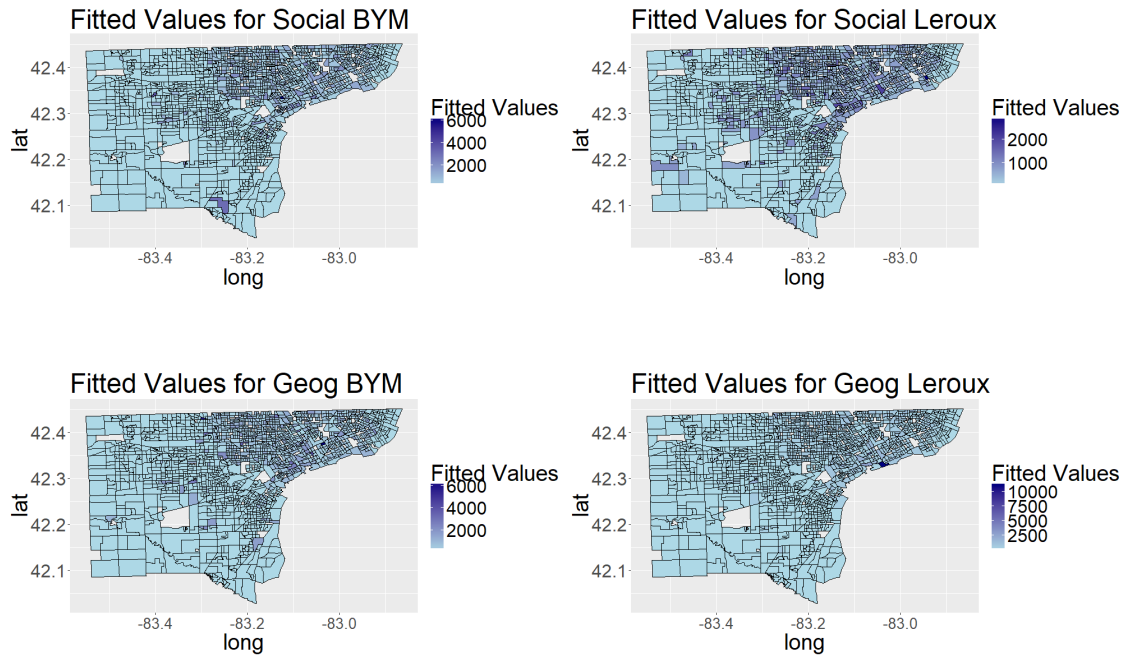 Fitted Values for Social BYM
42.4
42.3
42.2
42.1
lat
-83.4
-83.2
-83.0
long
Fitted Values
6000
4000
2000
Fitted Values for Social Leroux
42.4
42.3
42.2
42.1
lat
-83.4
-83.2
-83.0
long
Fitted Values
2000
1000
Fitted Values for Geog BYM
42.4
42.3
42.2
42.1
lat
-83.4
-83.2
-83.0
long
Fitted Values
6000
4000
2000
Fitted Values for Geog Leroux
42.4
42.3
42.2
42.1
lat
-83.4
-83.2
-83.0
long
Fitted Values
10000
7500
5000
2500